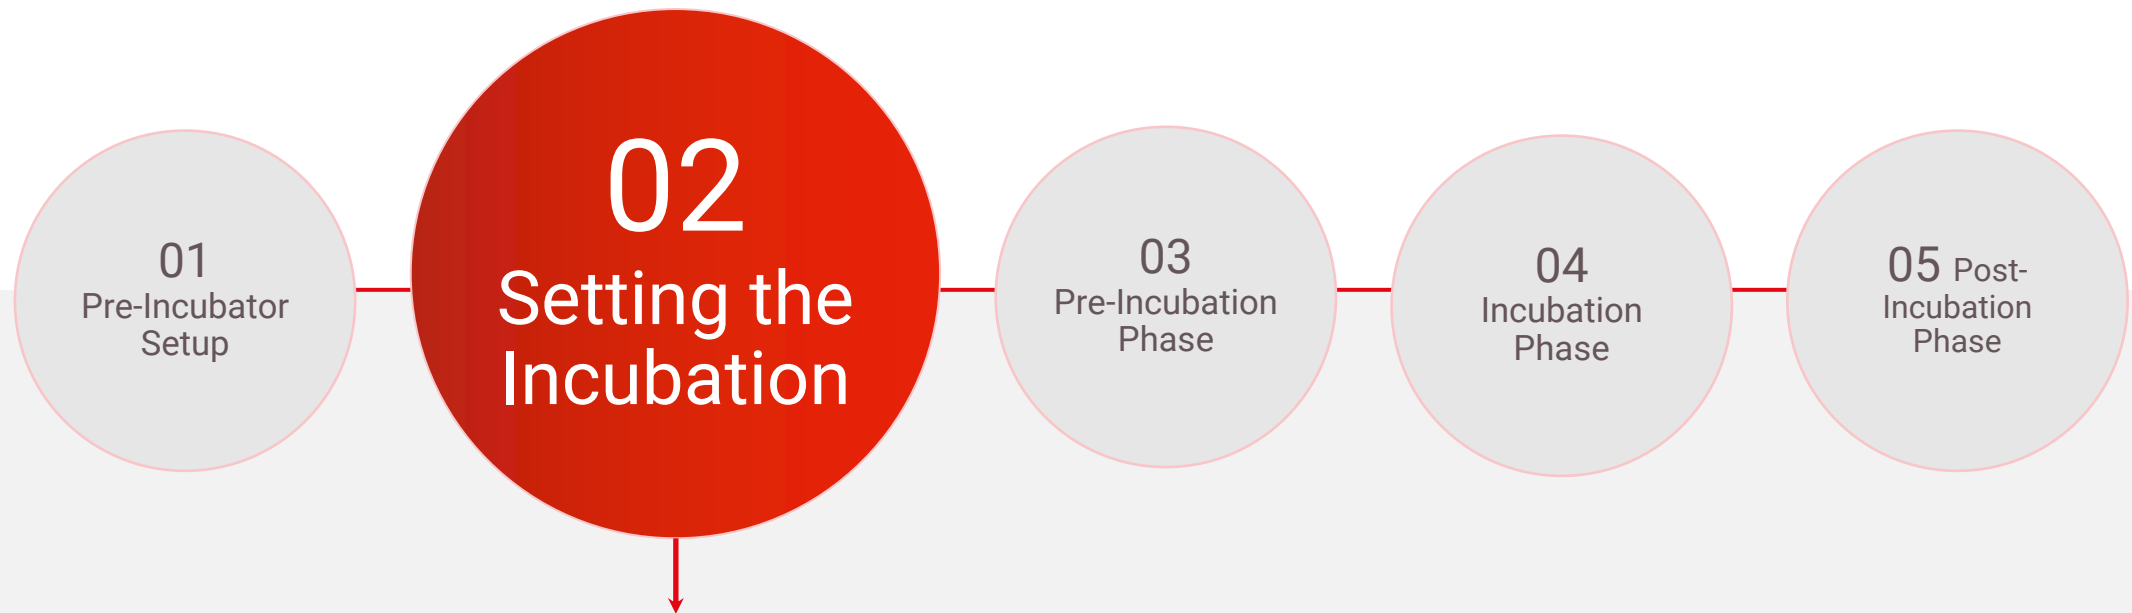 01
Pre-Incubator
Setup
02
Setting the
Incubation
03
Pre-Incubation
Phase
04
Incubation
Phase
05 Post-
Incubation
Phase